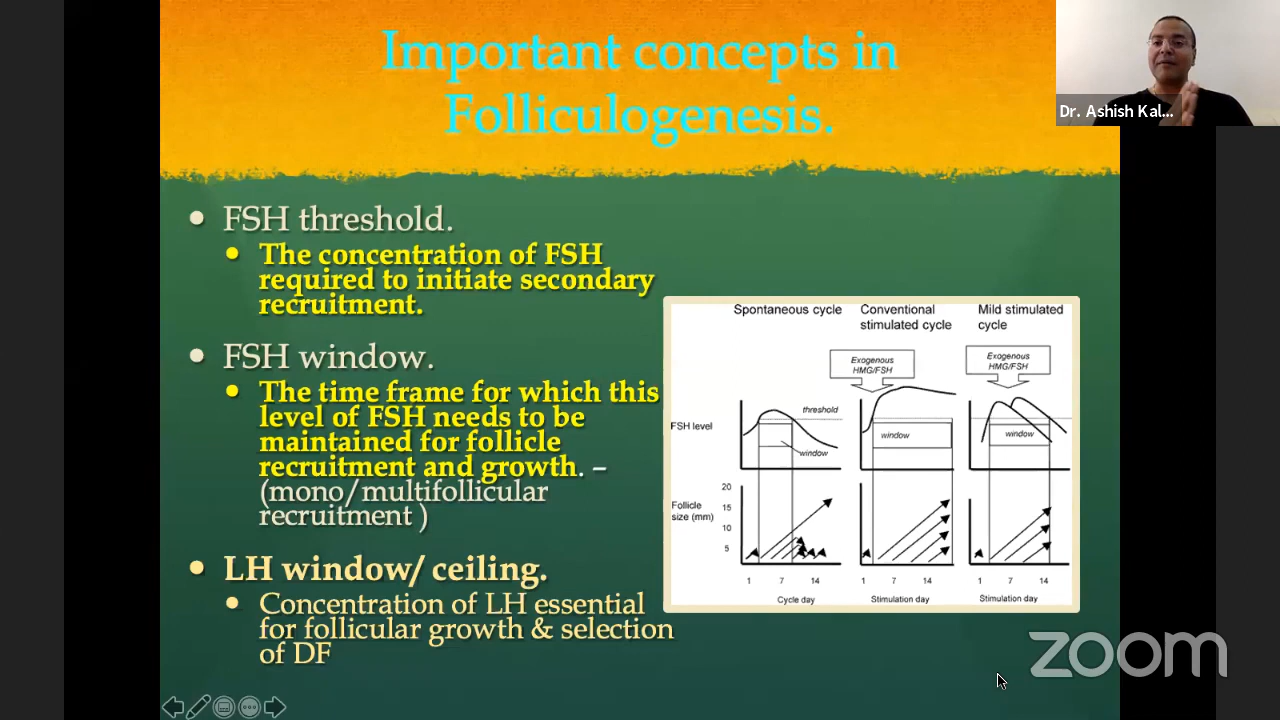 Important concepts in
Folliculogenesis.
Dr. Ashish Kal...
• FSH threshold.
• The concentration of FSH
required to initiate secondary
recruitment.
• FSH window.
• The time frame for which this
level of FSH needs to be
maintained for follicle
recruitment and growth. –
(mono/multifollicular
recruitment )
• LH window/ ceiling.
• Concentration of LH essential
for follicular growth & selection
of DF
Spontaneous cycle
Conventional
stimulated cycle
Mild stimulated
cycle
Exogenous
HMG/FSH
Exogenous
HMG/FSH
FSH level
threshold
window
window
window
Follicle
size (mm)
20
15
10
5
1 7 14
1 7 14
1 7 14
Cycle day
Stimulation day
Stimulation day
zoom